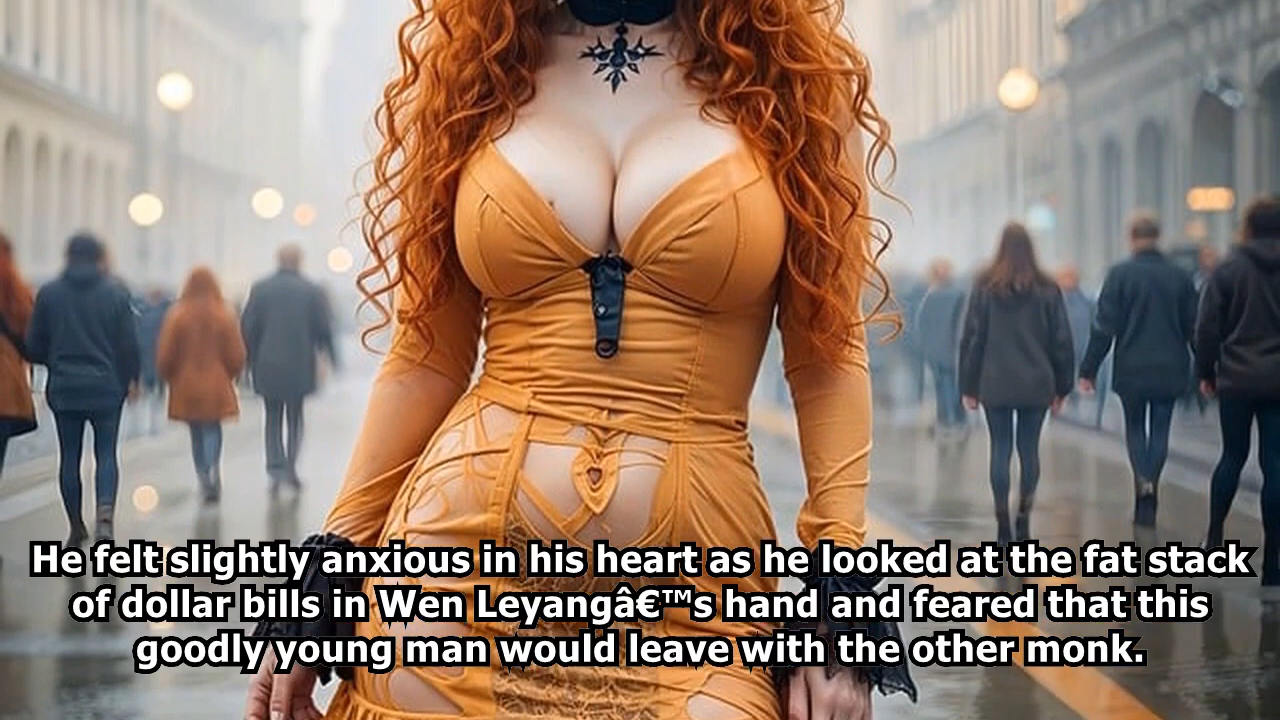 He felt slightly anxious in his heart as he looked at the fat stack
of dollar bills in Wen Leyangâ€™s hand and feared that this
goodly young man would leave with the other monk.